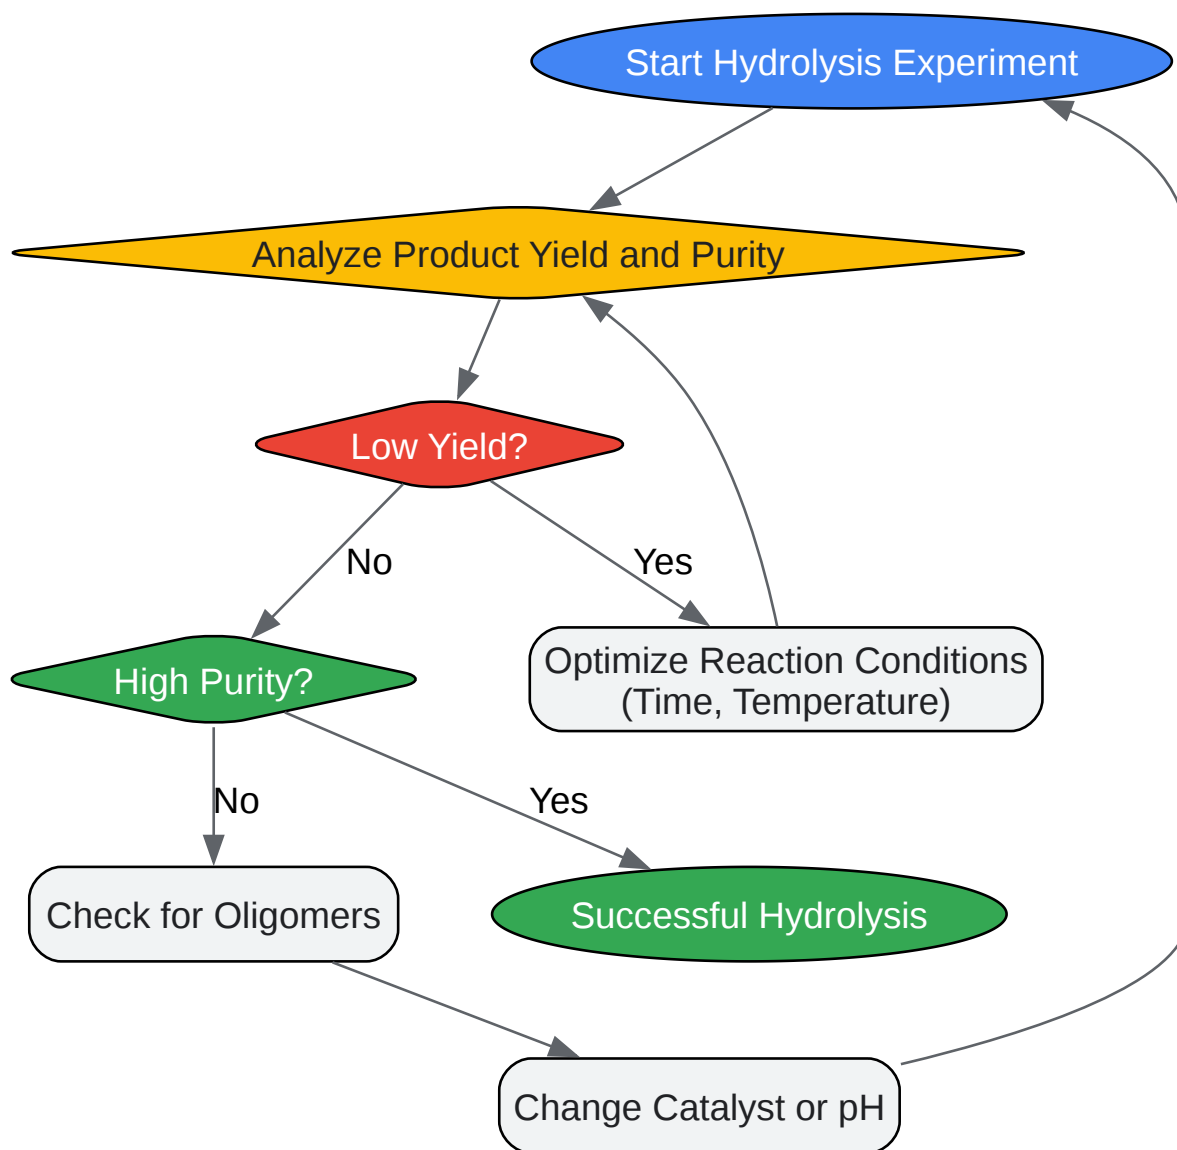 Start Hydrolysis Experiment
Analyze Product Yield and Purity
Low Yield?
No
Yes
High Purity?
Optimize Reaction Conditions
(Time, Temperature)
No
Yes
Check for Oligomers
Successful Hydrolysis
Change Catalyst or pH